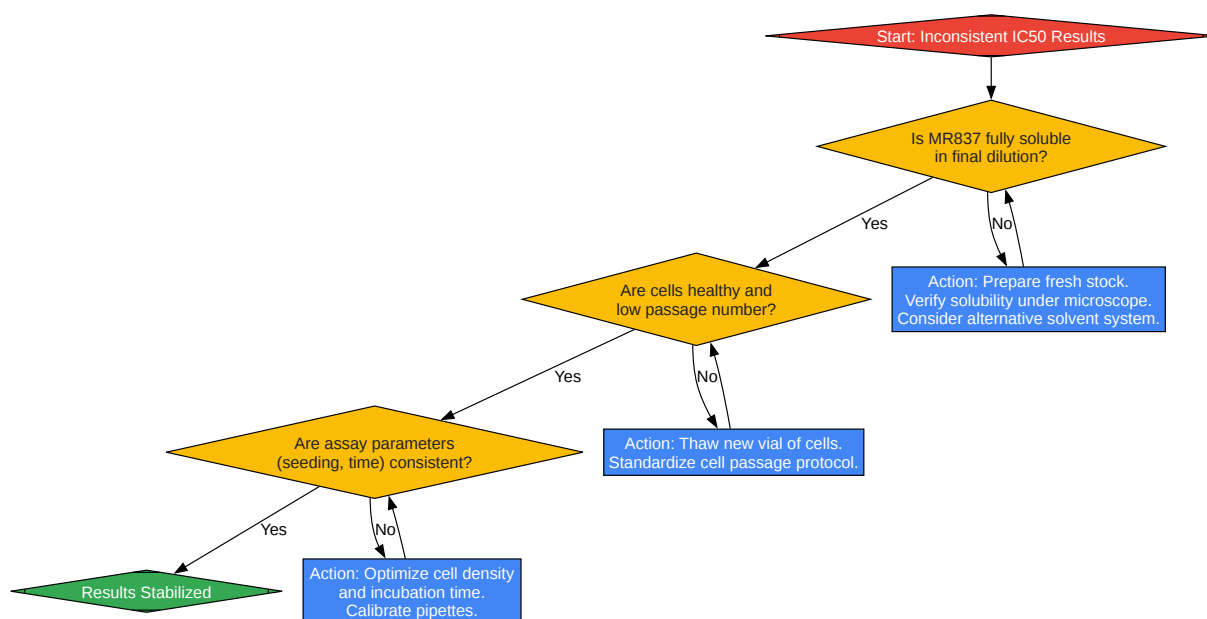 Start: Inconsistent IC50 Results
Is MR837 fully soluble
in final dilution?
Yes
No
Action: Prepare fresh stock.
Verify solubility under microscope.
Consider alternative solvent system.
Are cells healthy and
low passage number?
Yes
No
Action: Thaw new vial of cells.
Standardize cell passage protocol.
Are assay parameters
(seeding, time) consistent?
Yes
No
Action: Optimize cell density
and incubation time.
Calibrate pipettes.
Results Stabilized